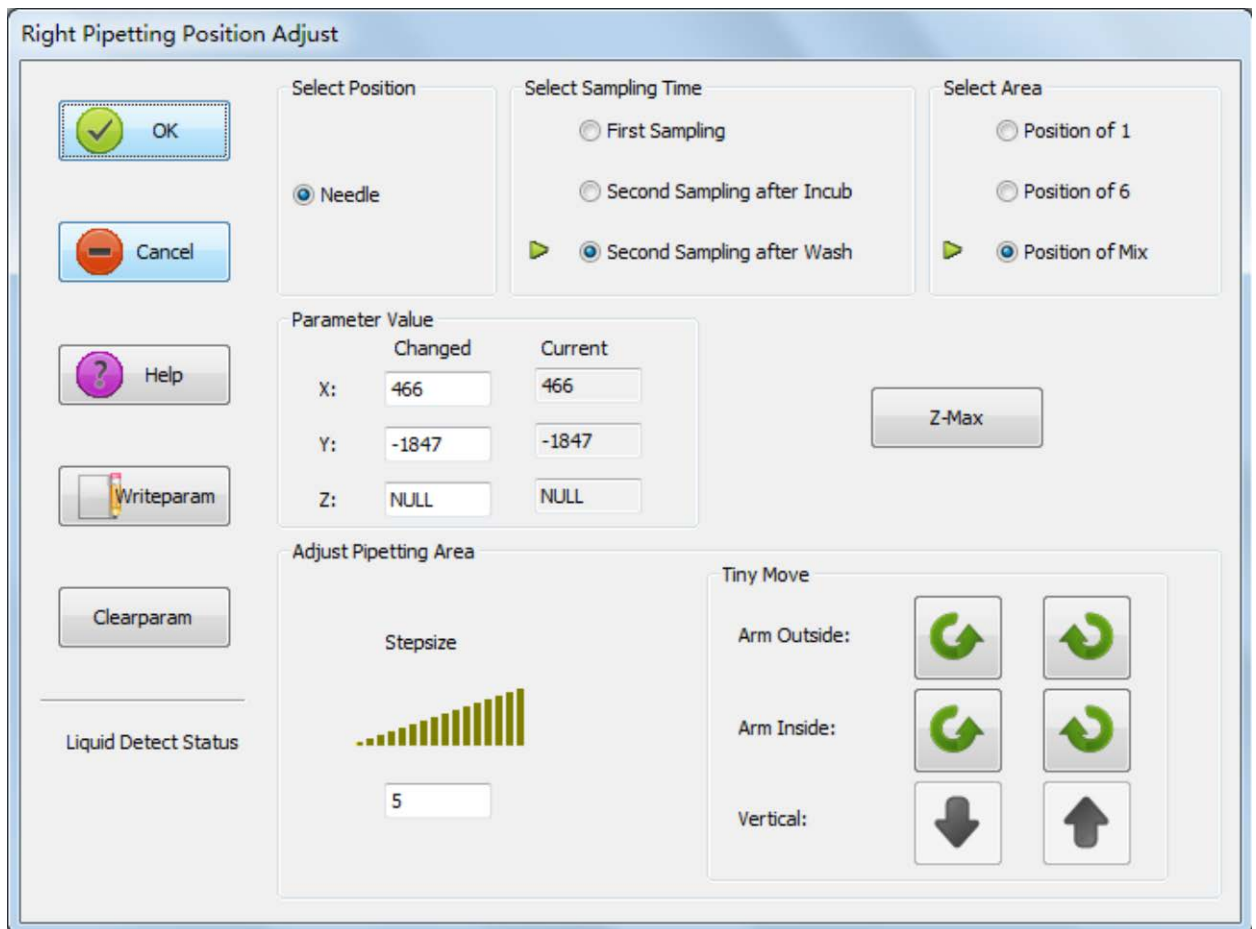 Right Pipetting Position Adjust
OK
Cancel
Help
Writeparam
Clearparam
Liquid Detect Status
Select Position
Needle
Select Sampling Time
First Sampling
Second Sampling after Incub
Second Sampling after Wash
Select Area
Position of 1
Position of 6
Position of Mix
Parameter Value
Changed Current
X: 466 466
Y: -1847 -1847
Z: NULL NULL
Z-Max
Adjust Pipetting Area
Stepsize
5
Tiny Move
Arm Outside:
Arm Inside:
Vertical: